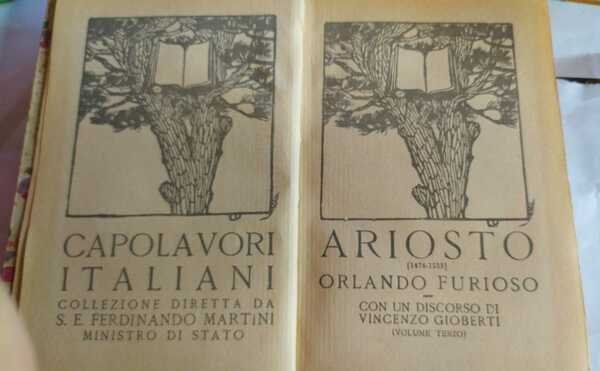 CAPOLAVORI
ITALIANI
COLLEZIONE DIRETTA DA
S. E. FERDINANDO MARTINI
MINISTRO DI STATO
ARIOSTO
[1474-1533]
ORLANDO FURIOSO
CON UN DISCORSO DI
VINCENZO GIOBERTI
(VOLUME TERZO)